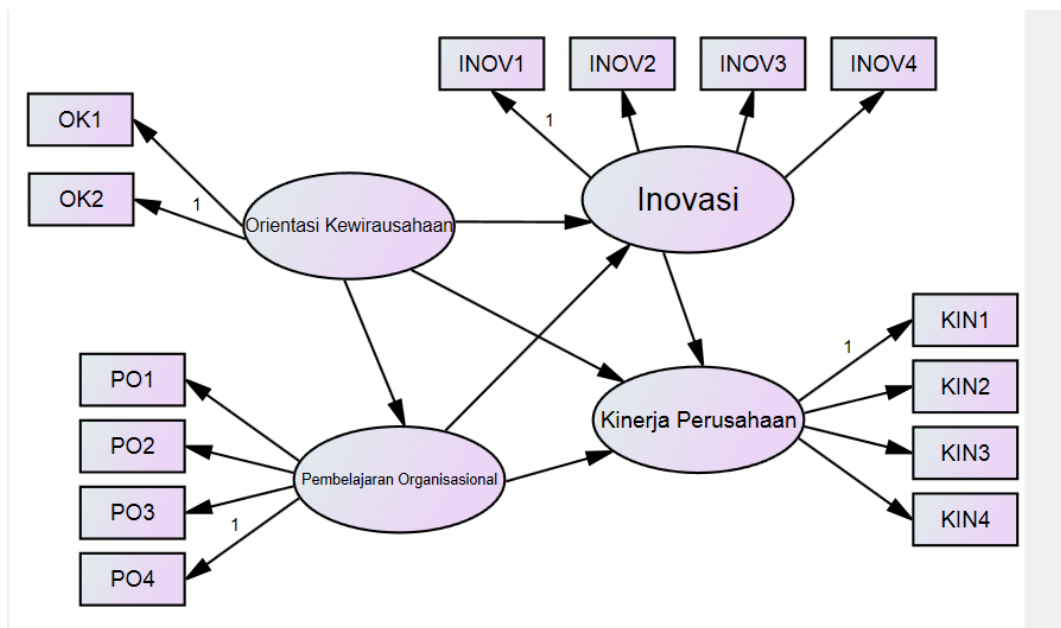 INOV1
INOV2
INOV3
INOV4
1
OK1
OK2
1
Orientasi Kewirausahaan
Inovasi
PO1
PO2
PO3
PO4
1
Pembelajaran Organisasional
Kinerja Perusahaan
1
KIN1
KIN2
KIN3
KIN4